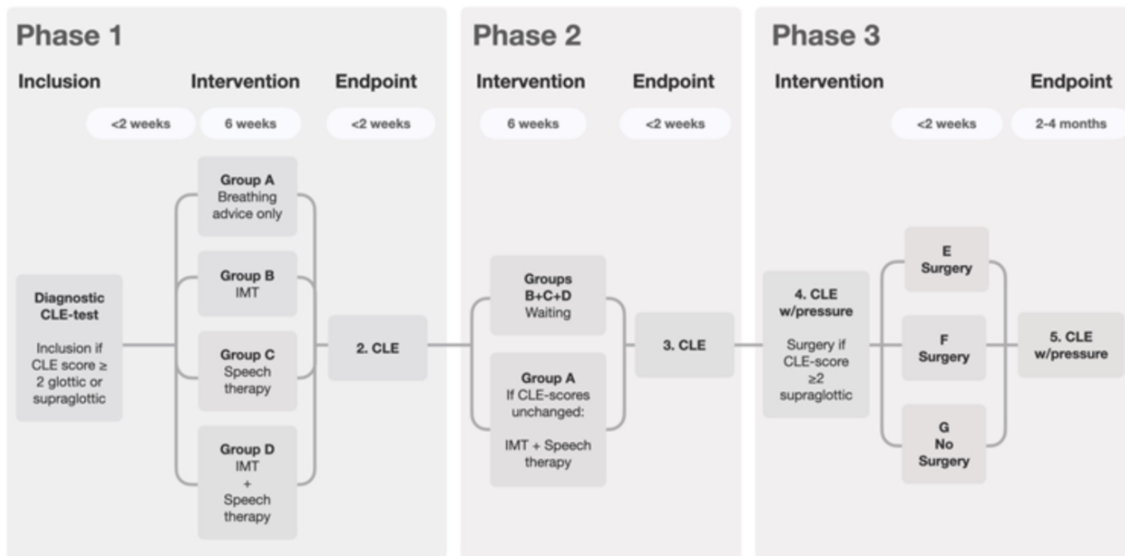 Phase 1
Inclusion
Intervention
Endpoint
<2 weeks
6 weeks
<2 weeks
Diagnostic
CLE-test
Inclusion if
CLE score ≥
2 glottic or
supraglottic
Group A
Breathing
advice only
Group B
IMT
Group C
Speech
therapy
Group D
IMT
+
Speech
therapy
2. CLE
Phase 2
Intervention
Endpoint
6 weeks
<2 weeks
Groups
B+C+D
Waiting
Group A
If CLE-scores
unchanged:
IMT + Speech
therapy
3. CLE
Phase 3
Intervention
Endpoint
<2 weeks
2-4 months
4. CLE
w/pressure
Surgery if
CLE-score
≥2
supraglottic
E
Surgery
F
Surgery
G
No
Surgery
5. CLE
w/pressure